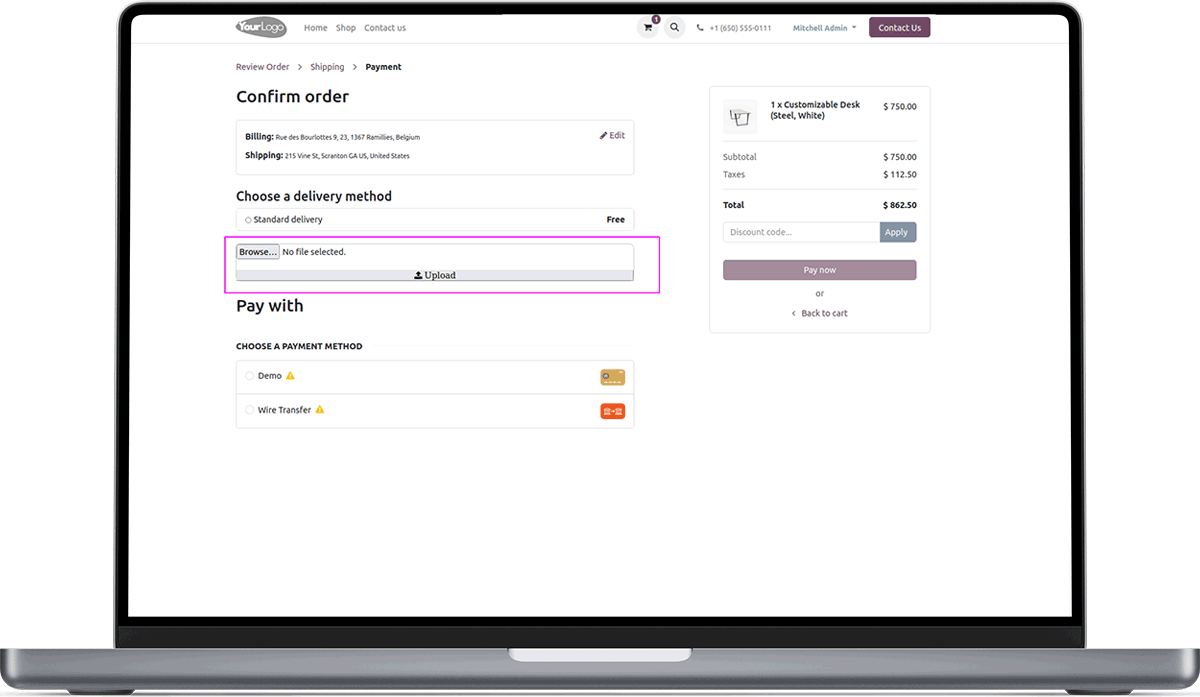 YourLogo Home Shop Contact us 1 +1 (650) 555-0111 Mitchell Admin Contact Us
Review Order > Shipping > Payment
Confirm order
Billing: Rue des Bourlottes 9, 23, 1367 Ramillies, Belgium Edit
Shipping: 215 Vine St, Scranton GA US, United States
Choose a delivery method
Standard delivery Free
Browse... No file selected.
Upload
Pay with
CHOOSE A PAYMENT METHOD
Demo
Wire Transfer
1 x Customizable Desk $ 750.00
(Steel, White)
Subtotal $ 750.00
Taxes $ 112.50
Total $ 862.50
Discount code... Apply
Pay now
or
< Back to cart